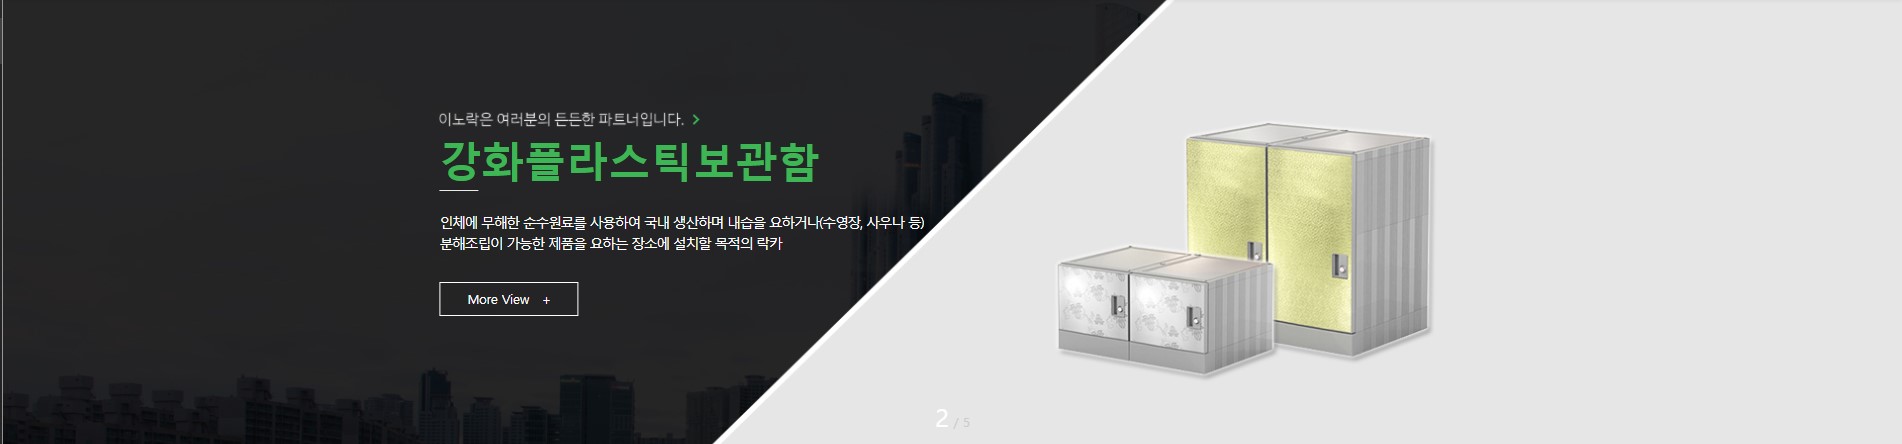 이노락은 여러분의 든든한 파트너입니다. >
강화플라스틱보관함
인체에 무해한 순수원료를 사용하여 국내 생산하며 내습을 요하거나(수영장, 사우나 등)
분해조립이 가능한 제품을 요하는 장소에 설치할 목적의 락카
More View +
2 / 5